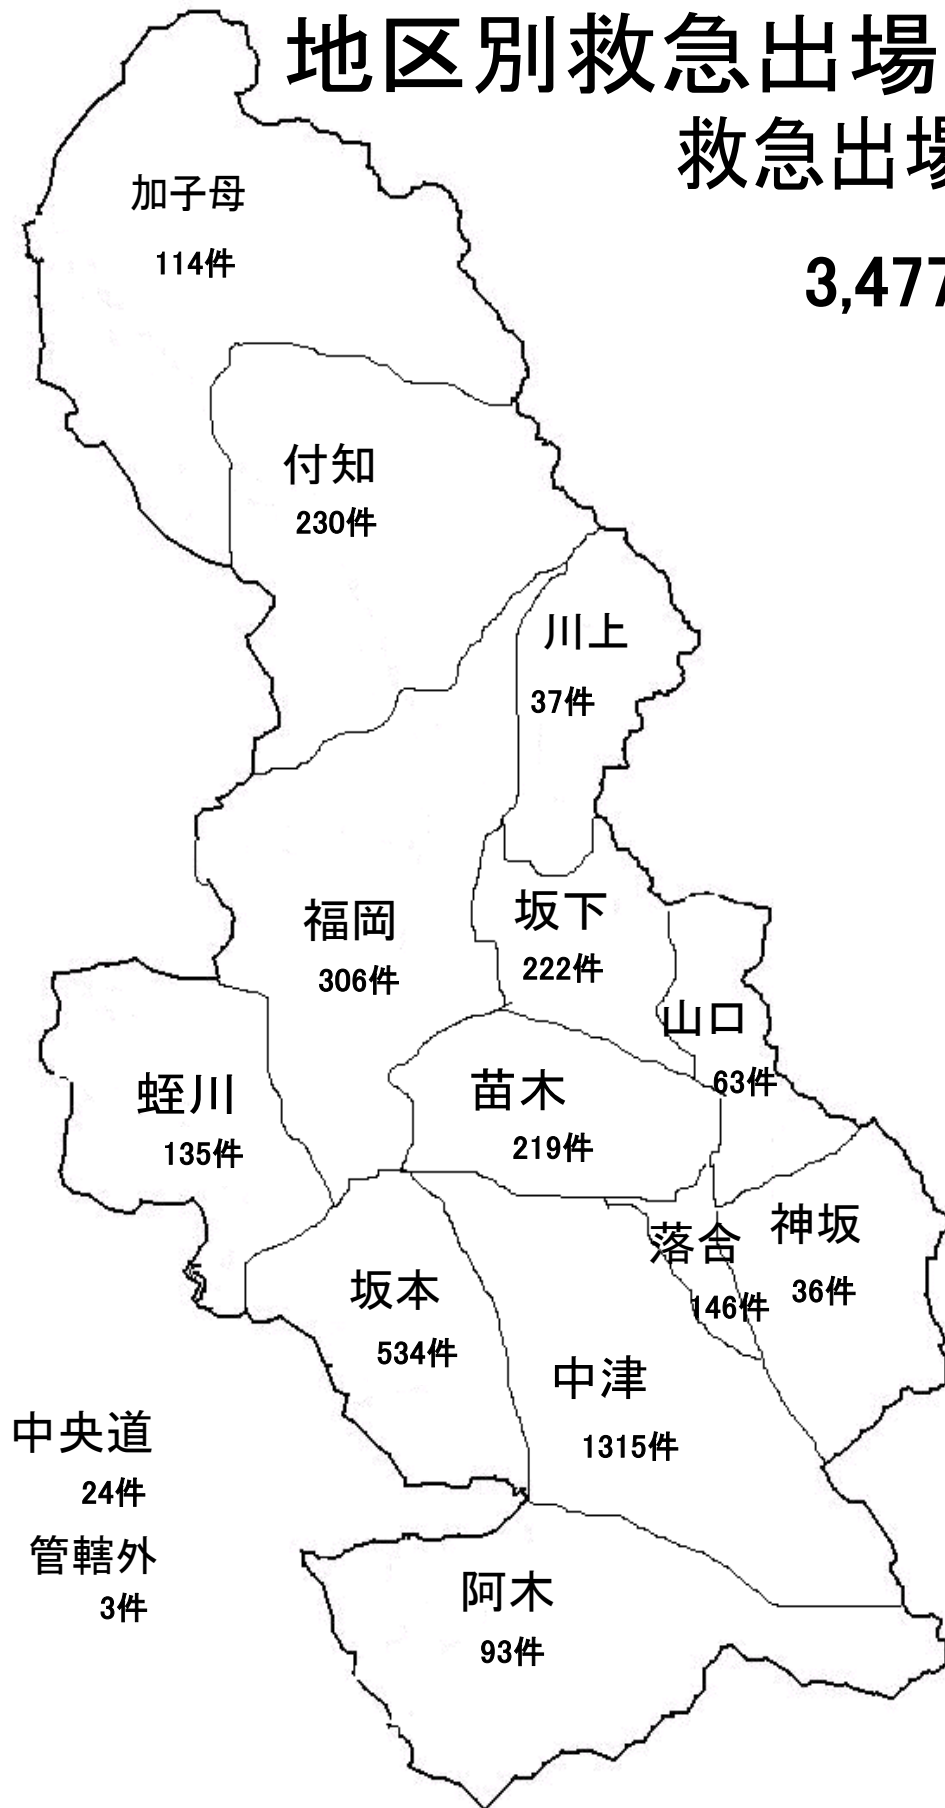 地区別救急出場
救急出場
3,477
加子母
114件
付知
230件
川上
37件
福岡
306件
坂下
222件
山口
63件
蛭川
135件
苗木
219件
落合
146件
神坂
36件
坂本
534件
中津
1315件
中央道
24件
管轄外
3件
阿木
93件